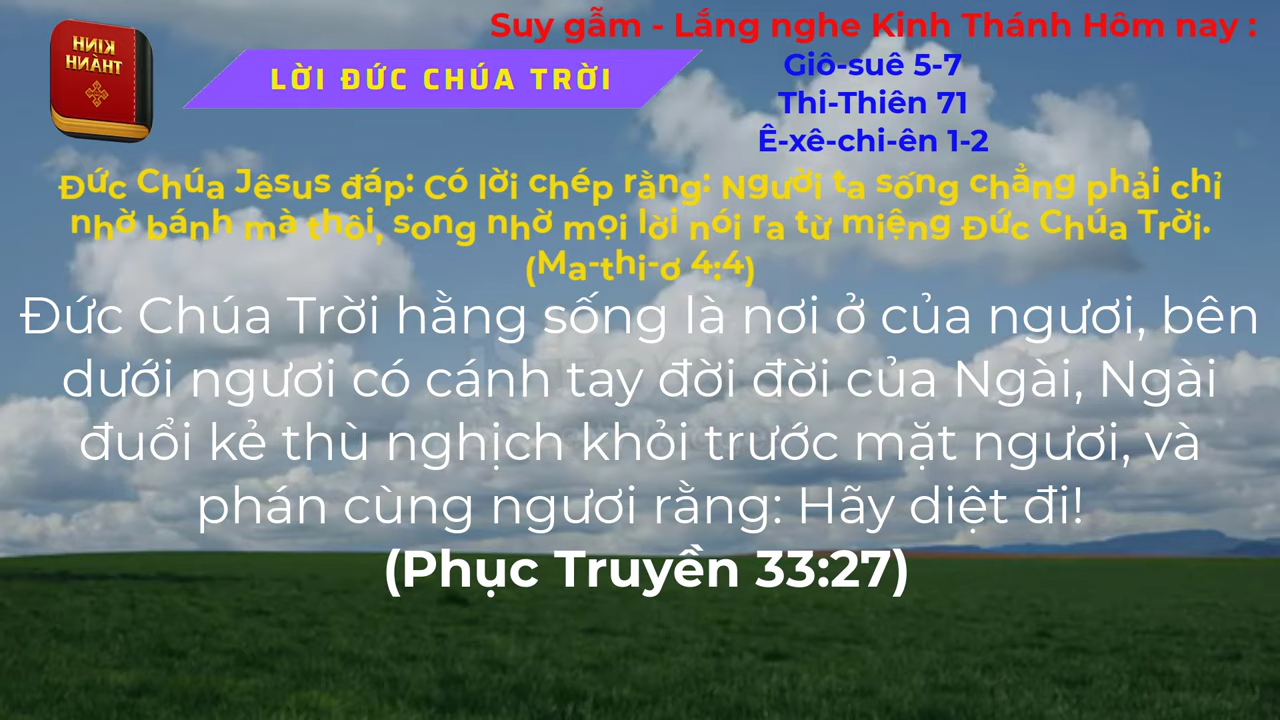 Suy gẫm - Lắng nghe Kinh Thánh Hôm nay :
KINH
THÁNH
LỜI ĐỨC CHÚA TRỜI
Giô-suê 5-7
Thi-Thiên 71
Ê-xê-chi-ên 1-2
Đức Chúa Jêsus đáp: Có lời chép rằng: Người ta sống chẳng phải chỉ
nhờ bánh mà thôi, song nhờ mọi lời nói ra từ miệng Đức Chúa Trời.
(Ma-thi-ơ 4:4)
Đức Chúa Trời hằng sống là nơi ở của ngươi, bên
dưới ngươi có cánh tay đời đời của Ngài, Ngài
đuổi kẻ thù nghịch khỏi trước mặt ngươi, và
phán cùng ngươi rằng: Hãy diệt đi!
(Phục Truyền 33:27)